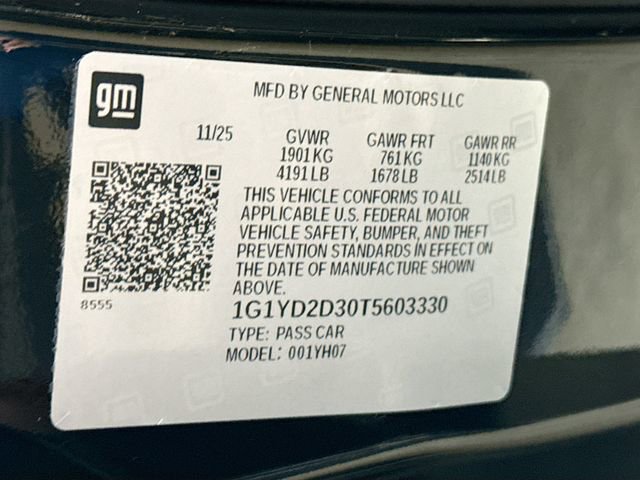 gm
MFD BY GENERAL MOTORS LLC
11/25 GVWR GAWR FRT GAWR RR
1901 KG 761 KG 1140 KG
4191 LB 1678 LB 2514 LB
THIS VEHICLE CONFORMS TO ALL
APPLICABLE U.S. FEDERAL MOTOR
VEHICLE SAFETY, BUMPER, AND THEFT
PREVENTION STANDARDS IN EFFECT ON
THE DATE OF MANUFACTURE SHOWN
ABOVE.
8555
1G1YD2D30T5603330
TYPE: PASS CAR
MODEL: 001YH07